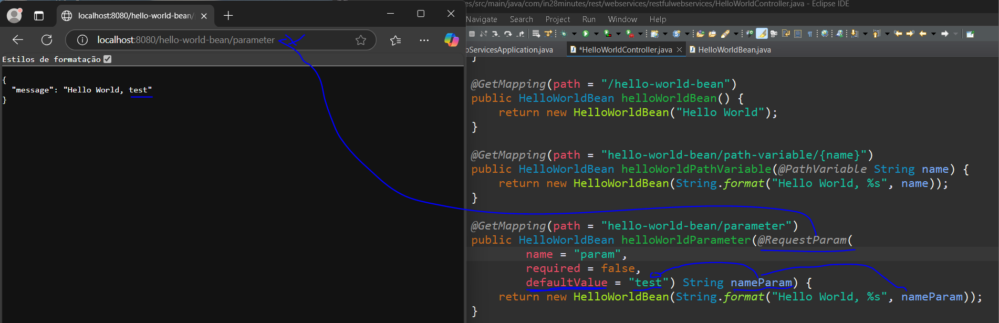 localhost:8080/hello-world-bean/
localhost:8080/hello-world-bean/parameter
Estilos de formatação
{
"message": "Hello World, test"
}
es/src/main/java/com/in28minutes/rest/webservices/restfulwebservices/HelloWorldController.java - Eclipse IDE
Navigate Search Project Run Window Help
oServicesApplication.java *HelloWorldController.java HelloWorldBean.java
}
@GetMapping(path = "/hello-world-bean")
public HelloWorldBean helloWorldBean() {
return new HelloWorldBean("Hello World");
}
@GetMapping(path = "hello-world-bean/path-variable/{name}")
public HelloWorldBean helloWorldPathVariable(@PathVariable String name) {
return new HelloWorldBean(String.format("Hello World, %s", name));
}
@GetMapping(path = "hello-world-bean/parameter")
public HelloWorldBean helloWorldParameter(@RequestParam(
name = "param",
required = false,
defaultValue = "test") String nameParam) {
return new HelloWorldBean(String.format("Hello World, %s", nameParam));
}